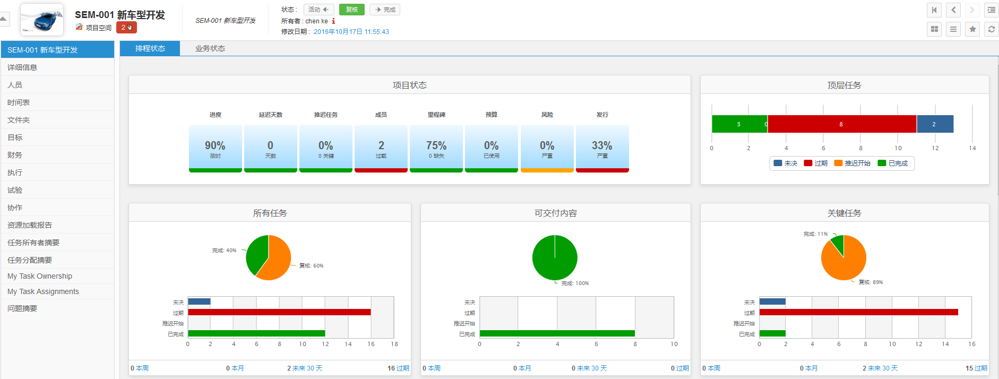 SEM-001 新车型开发
项目空间 2
SEM-001 新车型开发
状态： 活动 复核 完成
所有者 : chen ke
修改日期： 2016年10月17日 11:55:43
SEM-001 新车型开发
详细信息
人员
时间表
文件夹
目标
财务
执行
试验
协作
资源加载报告
任务所有者摘要
任务分配摘要
My Task Ownership
My Task Assignments
问题摘要
排程状态 业务状态
项目状态
进度 延迟天数 推迟任务 成员 里程碑 预算 风险 发行
90% 0 0% 2 75% 0% 0% 33%
按时 天数 0 关键 过载 0 缺失 已使用 严重 严重
顶层任务
3 0 8 2
0 2 4 6 8 10 12 14
未决 过期 推迟开始 已完成
所有任务
完成: 40%
复核: 60%
未决
过期
推迟开始
已完成
0 2 4 6 8 10 12 14 16 18
0 本周 0 本月 2 未来 30 天 16 过期
可交付内容
完成: 100%
未决
过期
推迟开始
已完成
0 2 4 6 8 10
0 本周 0 本月 0 未来 30 天 0 过期
关键任务
完成: 11%
复核: 89%
未决
过期
推迟开始
已完成
0 2 4 6 8 10 12 14 16
0 本周 0 本月 2 未来 30 天 15 过期